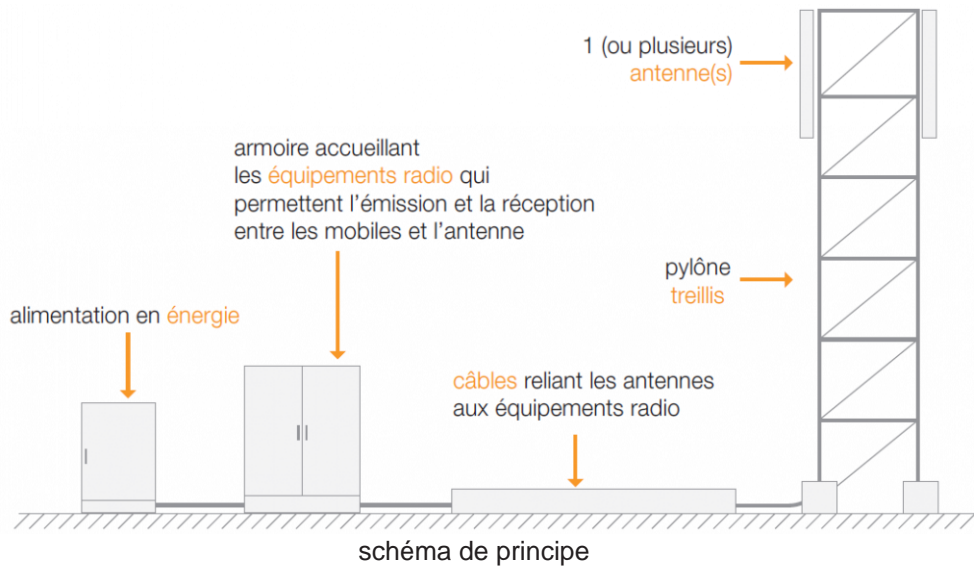 1 (ou plusieurs)
antenne(s)
armoire accueillant
les équipements radio qui
permettent l'émission et la réception
entre les mobiles et l'antenne
pylône
treillis
alimentation en énergie
câbles reliant les antennes
aux équipements radio
schéma de principe